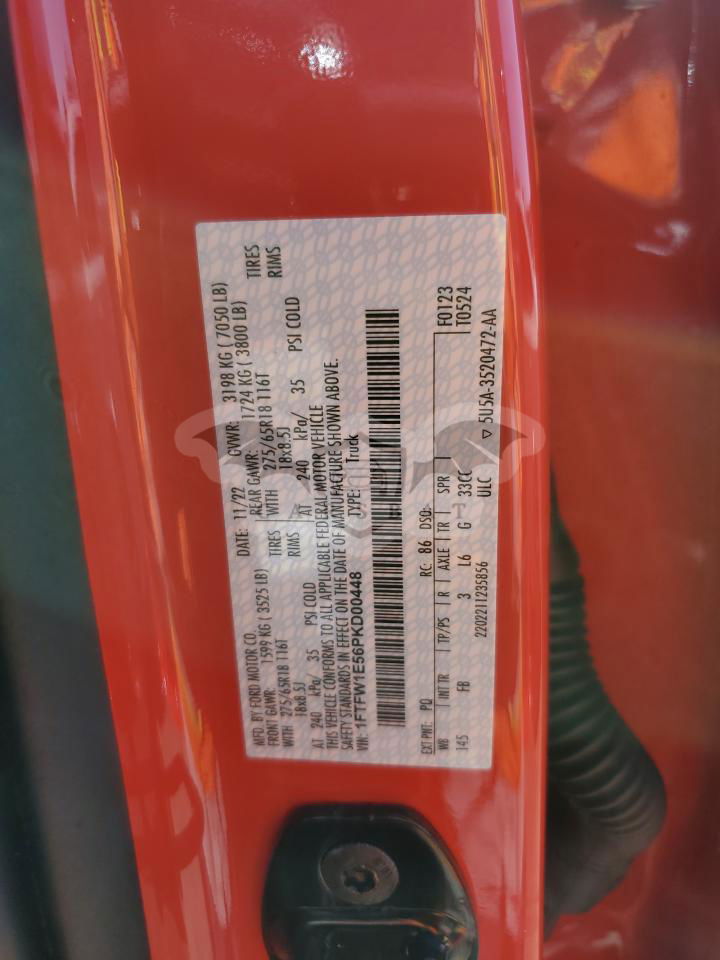 MFD. BY FORD MOTOR CO.
DATE: 11/22 GVWR: 3198 KG ( 7050 LB)
FRONT GAWR: 1599 KG ( 3525 LB) REAR GAWR: 1724 KG ( 3800 LB)
WITH 275/65R18 116T TIRES WITH 275/65R18 116T TIRES
18x8.5J RIMS 18x8.5J RIMS
AT 240 kPa/ 35 PSI COLD AT 240 kPa/ 35 PSI COLD
THIS VEHICLE CONFORMS TO ALL APPLICABLE FEDERAL MOTOR VEHICLE
SAFETY STANDARDS IN EFFECT ON THE DATE OF MANUFACTURE SHOWN ABOVE.
VIN: 1FTFW1E56PKD00448 TYPE: Truck
EXT PNT: PQ RC: 86 DSO: F0123
WB INT TR TP/PS R AXLE TR SPR T0524
145 FB 3 L6 G 33CC
2202211235856 ULC ▽ 5U5A-3520472-AA